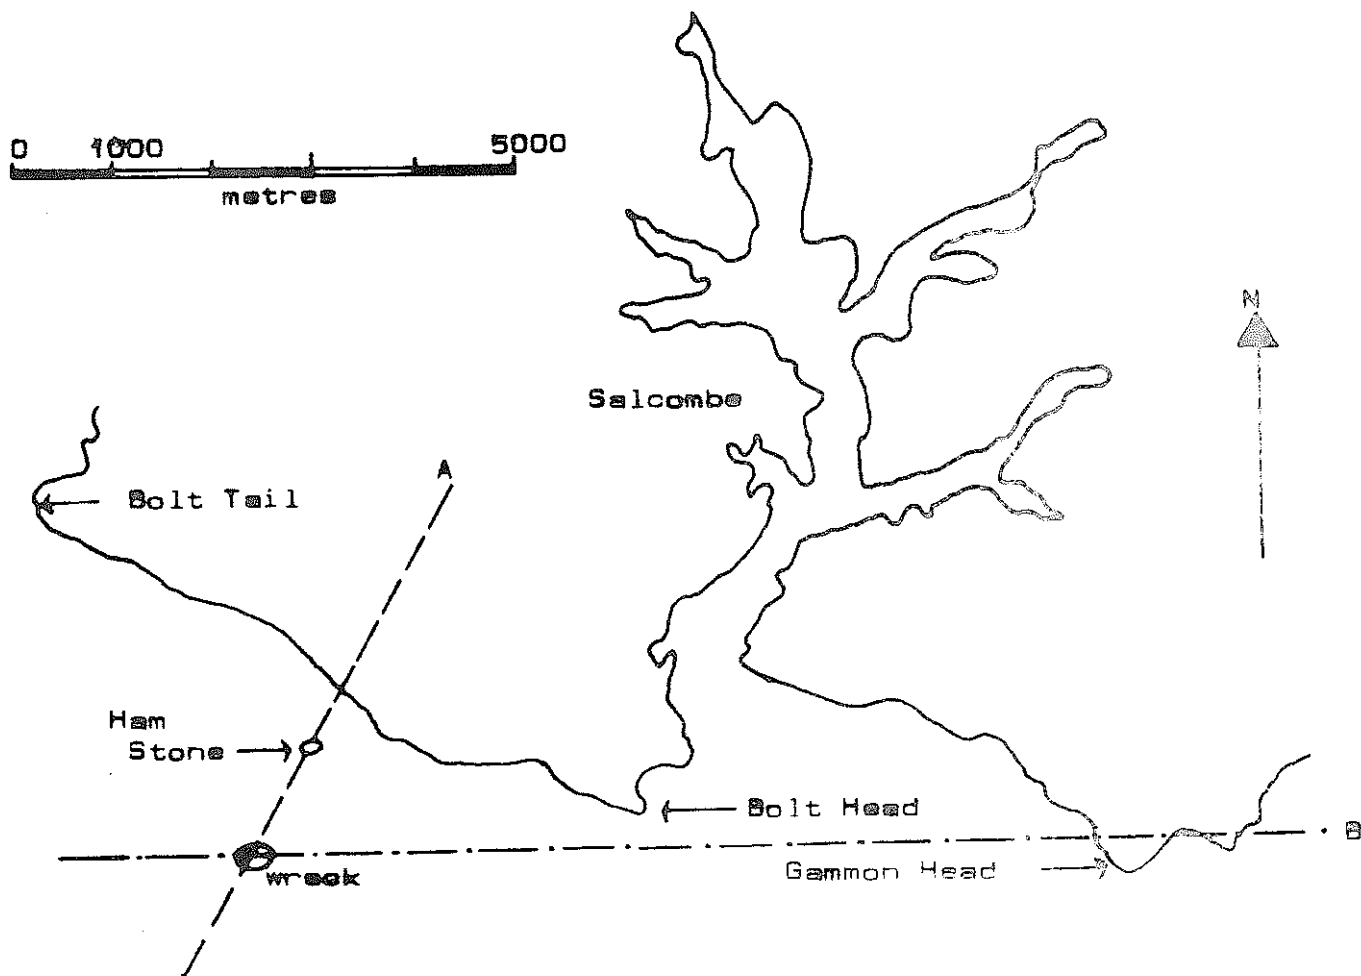 0 1000 5000
metres
N
Salcombe
A
Bolt Tail
Ham
Stone
Bolt Head
B
Gammon Head
wreck